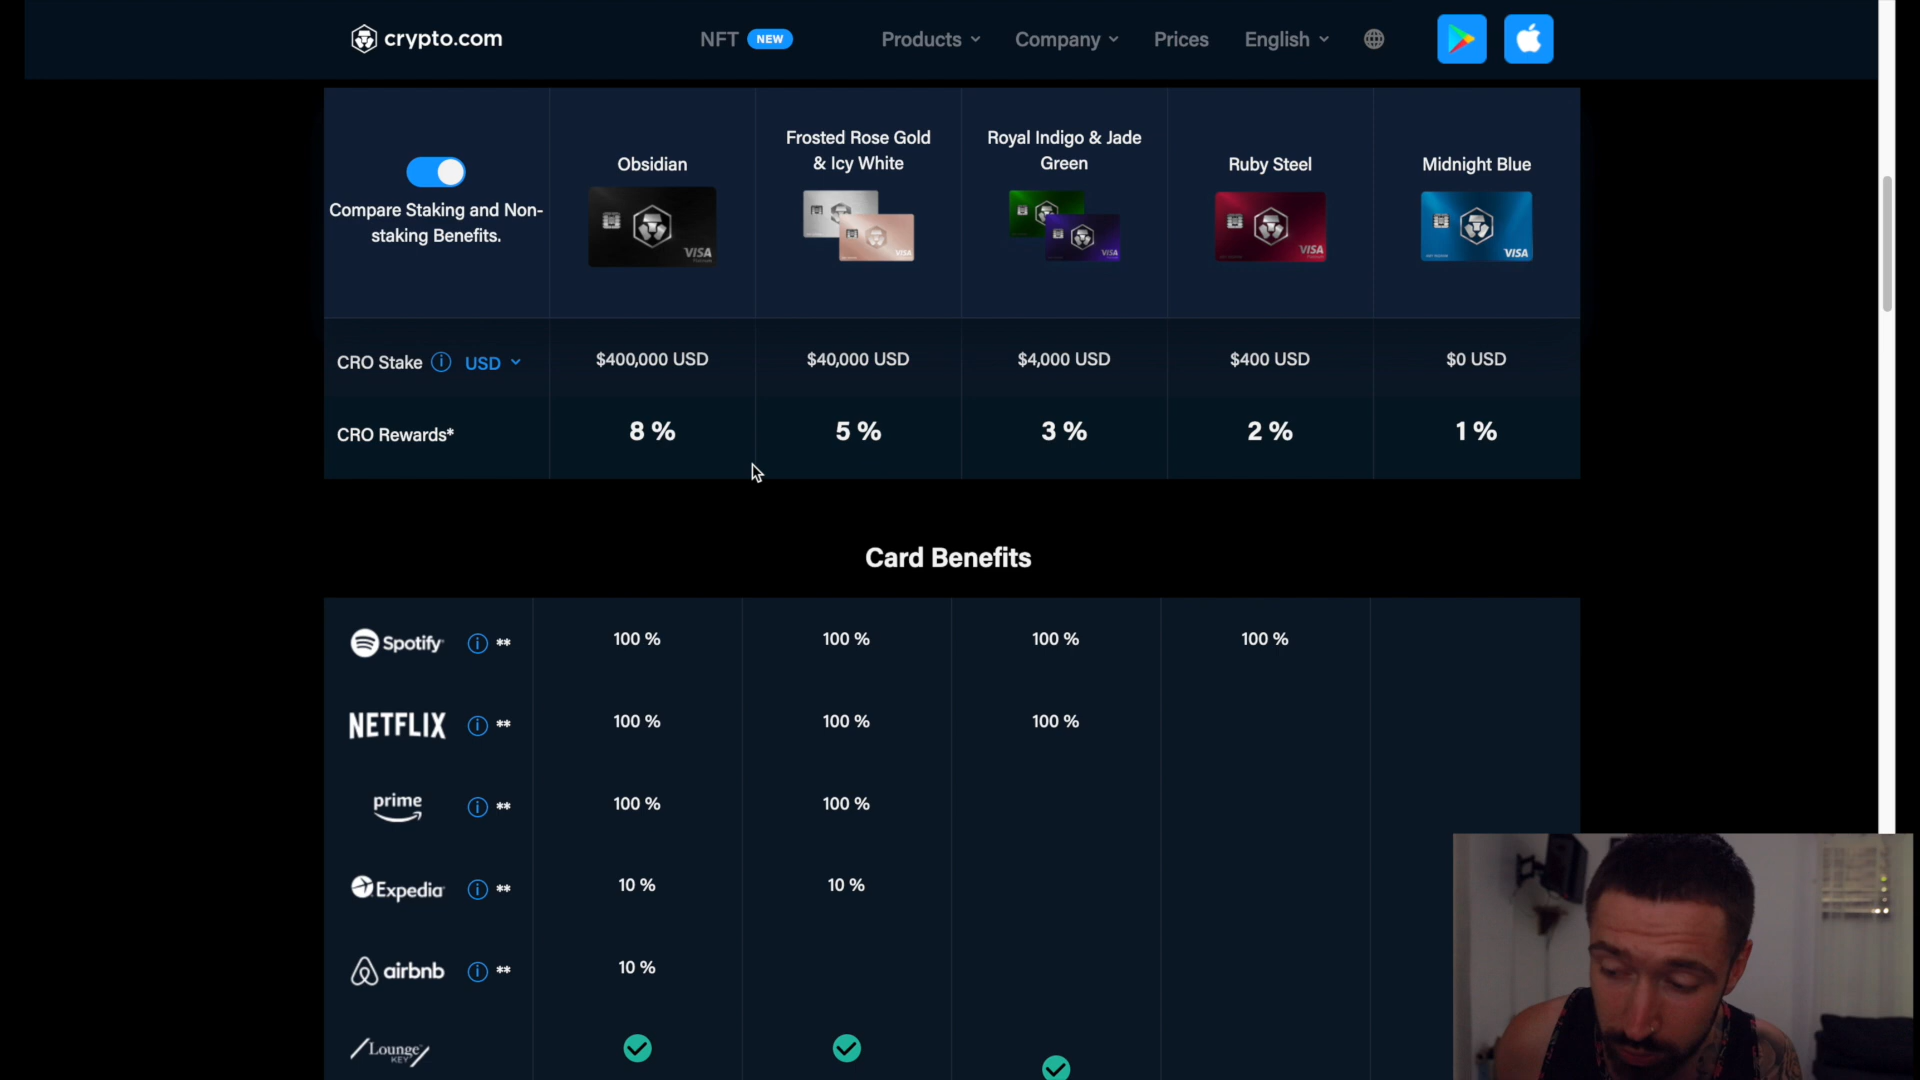 crypto.com
NFT NEW Products Company Prices English
Compare Staking and Non-
staking Benefits.
Obsidian
Frosted Rose Gold
& Icy White
Royal Indigo & Jade
Green
Ruby Steel
Midnight Blue
VISA
VISA
VISA
VISA
VISA
CRO Stake USD $400,000 USD $40,000 USD $4,000 USD $400 USD $0 USD
CRO Rewards* 8 % 5 % 3 % 2 % 1 %
Card Benefits
Spotify ** 100 % 100 % 100 % 100 %
NETFLIX ** 100 % 100 % 100 %
prime ** 100 % 100 %
Expedia ** 10 % 10 %
airbnb ** 10 %
Lounge
KEY